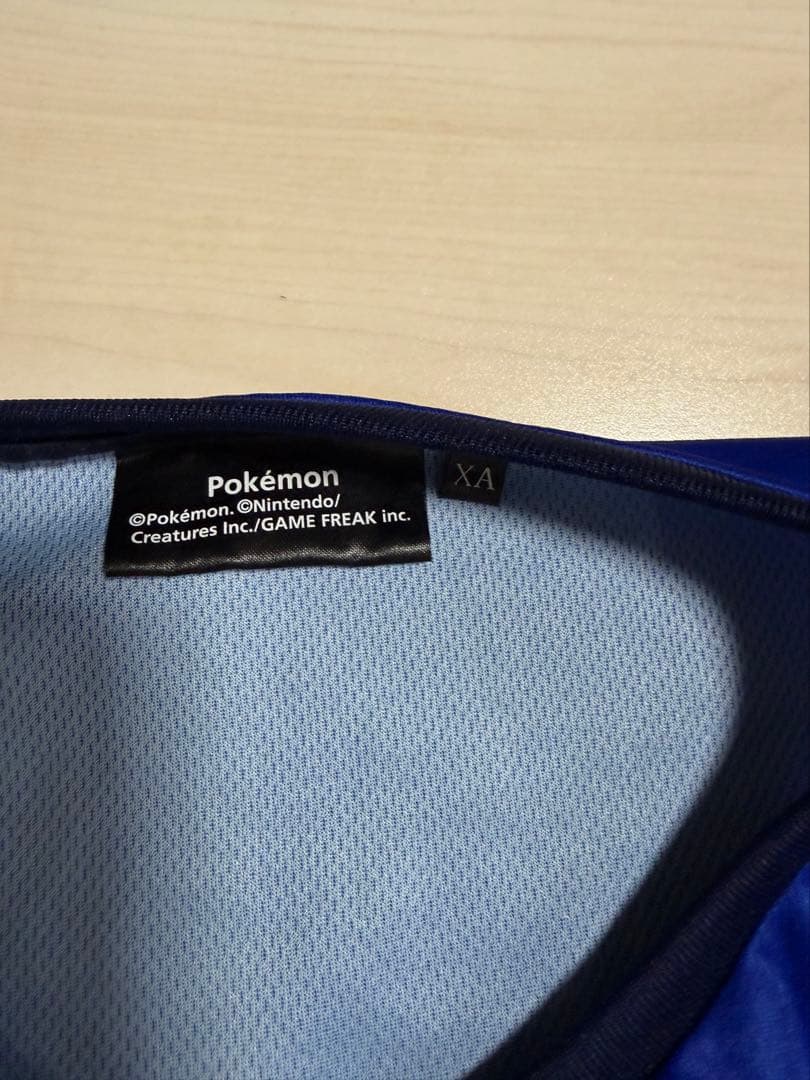 Pokémon
©Pokémon. ©Nintendo/
Creatures Inc./GAME FREAK inc.
XA